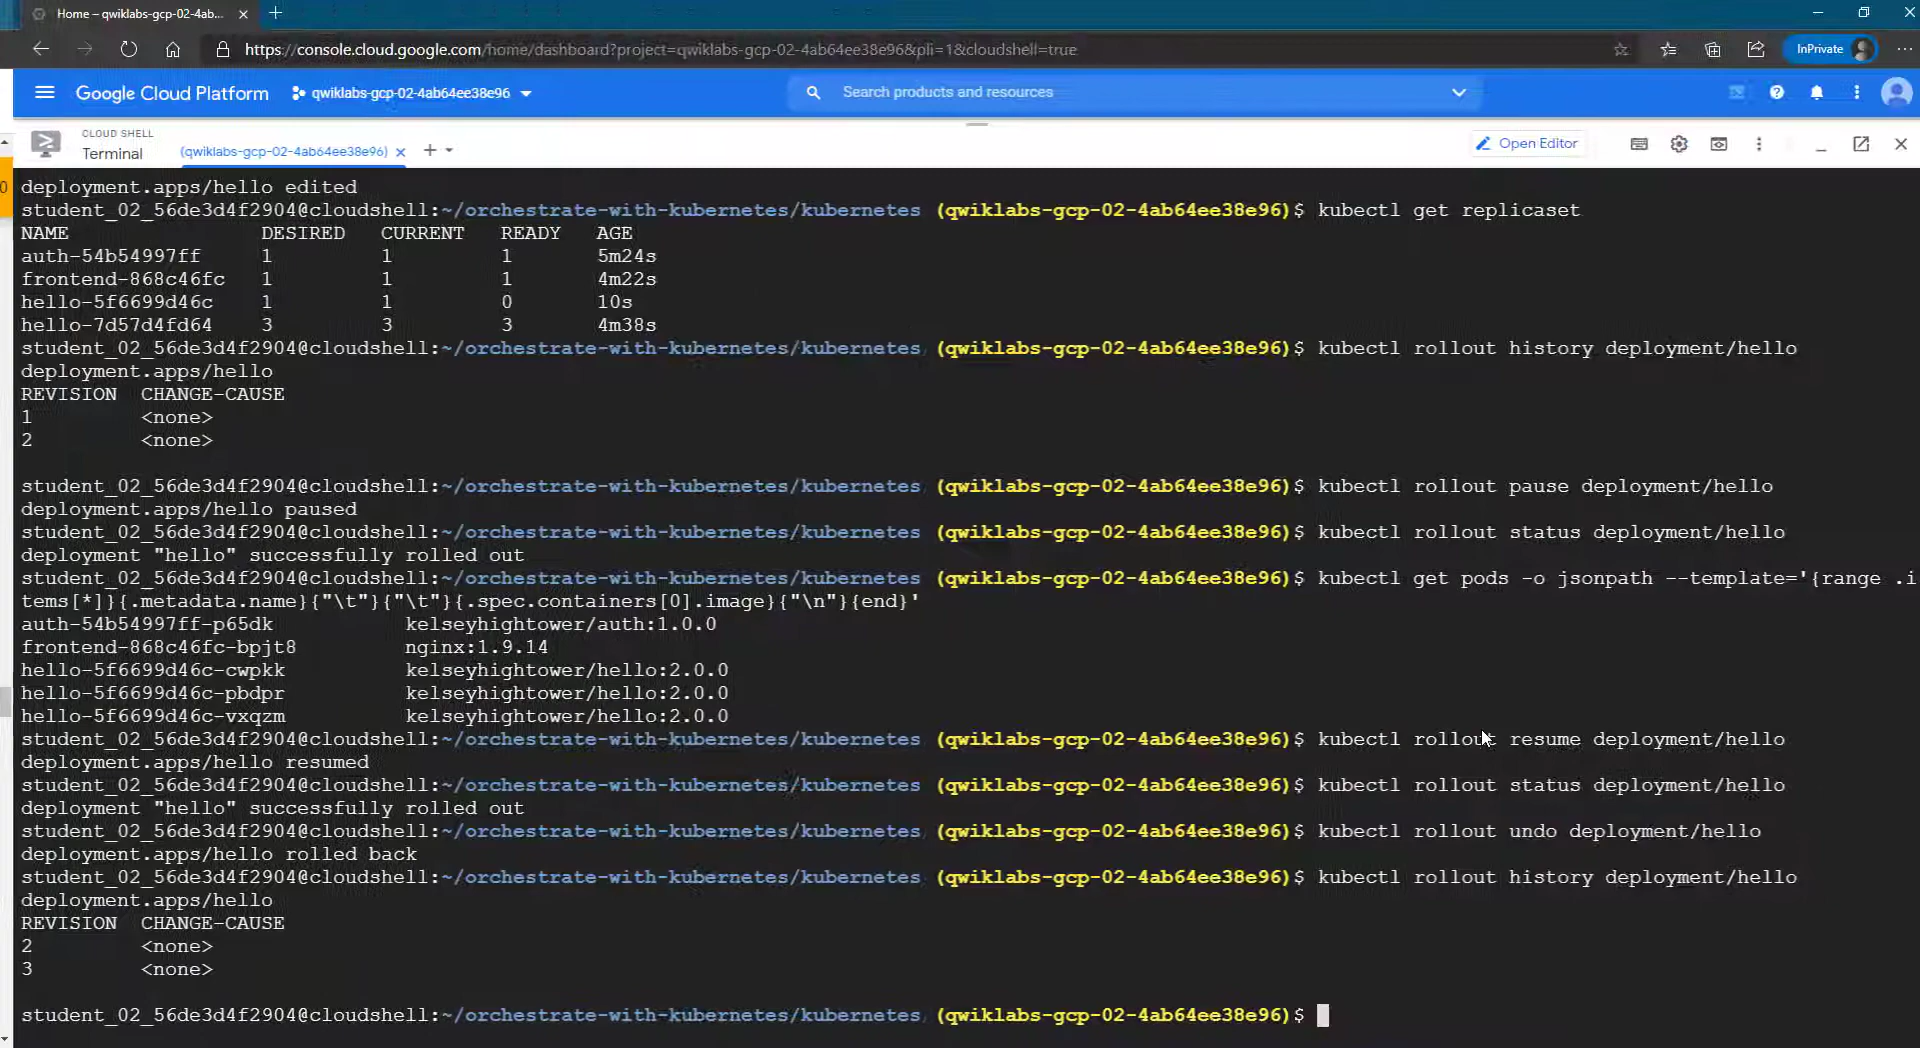 Home – qwiklabs-gcp-02-4ab...
https://console.cloud.google.com/home/dashboard?project=qwiklabs-gcp-02-4ab64ee38e96&pli=1&cloudshell=true
InPrivate
Google Cloud Platform
qwiklabs-gcp-02-4ab64ee38e96
Search products and resources
CLOUD SHELL
Terminal
(qwiklabs-gcp-02-4ab64ee38e96)
Open Editor
0
deployment.apps/hello edited
student_02_56de3d4f2904@cloudshell:~/orchestrate-with-kubernetes/kubernetes (qwiklabs-gcp-02-4ab64ee38e96)$ kubectl get replicaset
NAME DESIRED CURRENT READY AGE
auth-54b54997ff 1 1 1 5m24s
frontend-868c46fc 1 1 1 4m22s
hello-5f6699d46c 1 1 0 10s
hello-7d57d4fd64 3 3 3 4m38s
student_02_56de3d4f2904@cloudshell:~/orchestrate-with-kubernetes/kubernetes (qwiklabs-gcp-02-4ab64ee38e96)$ kubectl rollout history deployment/hello
deployment.apps/hello
REVISION CHANGE-CAUSE
1 <none>
2 <none>
student_02_56de3d4f2904@cloudshell:~/orchestrate-with-kubernetes/kubernetes (qwiklabs-gcp-02-4ab64ee38e96)$ kubectl rollout pause deployment/hello
deployment.apps/hello paused
student_02_56de3d4f2904@cloudshell:~/orchestrate-with-kubernetes/kubernetes (qwiklabs-gcp-02-4ab64ee38e96)$ kubectl rollout status deployment/hello
deployment "hello" successfully rolled out
student_02_56de3d4f2904@cloudshell:~/orchestrate-with-kubernetes/kubernetes (qwiklabs-gcp-02-4ab64ee38e96)$ kubectl get pods -o jsonpath --template='{range .i
tems[*]}{.metadata.name}{"\t"}{"\t"}{.spec.containers[0].image}{"\n"}{end}'
auth-54b54997ff-p65dk kelseyhightower/auth:1.0.0
frontend-868c46fc-bpjt8 nginx:1.9.14
hello-5f6699d46c-cwpkk kelseyhightower/hello:2.0.0
hello-5f6699d46c-pbdpr kelseyhightower/hello:2.0.0
hello-5f6699d46c-vxqzm kelseyhightower/hello:2.0.0
student_02_56de3d4f2904@cloudshell:~/orchestrate-with-kubernetes/kubernetes (qwiklabs-gcp-02-4ab64ee38e96)$ kubectl rollout resume deployment/hello
deployment.apps/hello resumed
student_02_56de3d4f2904@cloudshell:~/orchestrate-with-kubernetes/kubernetes (qwiklabs-gcp-02-4ab64ee38e96)$ kubectl rollout status deployment/hello
deployment "hello" successfully rolled out
student_02_56de3d4f2904@cloudshell:~/orchestrate-with-kubernetes/kubernetes (qwiklabs-gcp-02-4ab64ee38e96)$ kubectl rollout undo deployment/hello
deployment.apps/hello rolled back
student_02_56de3d4f2904@cloudshell:~/orchestrate-with-kubernetes/kubernetes (qwiklabs-gcp-02-4ab64ee38e96)$ kubectl rollout history deployment/hello
deployment.apps/hello
REVISION CHANGE-CAUSE
2 <none>
3 <none>
student_02_56de3d4f2904@cloudshell:~/orchestrate-with-kubernetes/kubernetes (qwiklabs-gcp-02-4ab64ee38e96)$